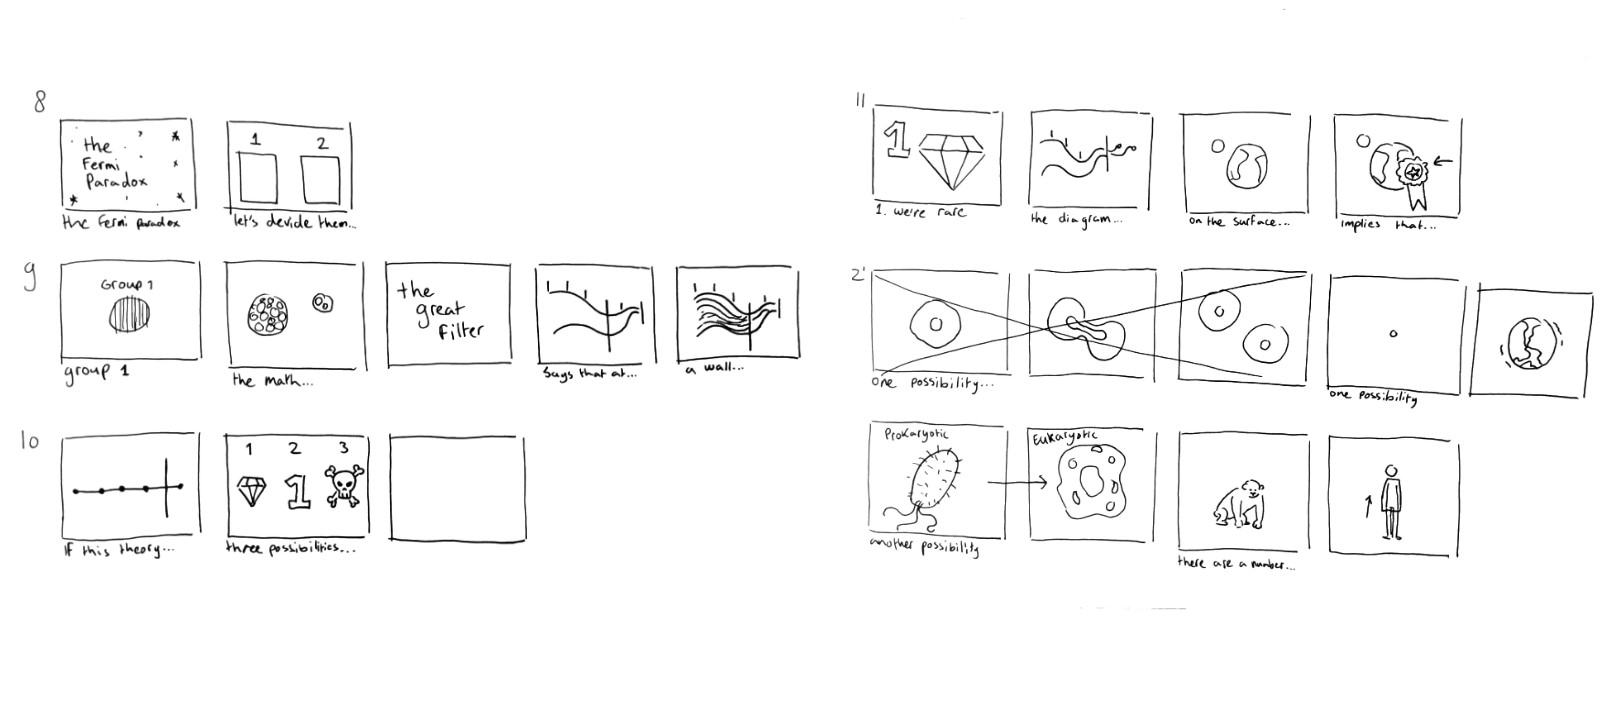 8
the
Fermi
Paradox
the Fermi paradox
1 2
let's devide them...
9
Group 1
group 1
the math...
the
great
filter
says that at...
a wall...
10
If this theory...
1 2 3
1
three possibilities...
11
1
1. we're rare
the diagram...
on the surface...
implies that...
2'
one possibility...
one possibility
Prokaryotic
another possibility
Eukaryotic
there are a number...